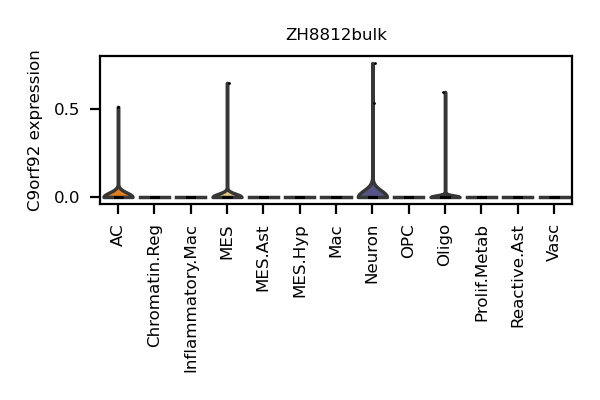 ZH8812bulk
C9orf92 expression
0.5
0.0
AC
Chromatin.Reg
Inflammatory.Mac
MES
MES.Ast
MES.Hyp
Mac
Neuron
OPC
Oligo
Prolif.Metab
Reactive.Ast
Vasc